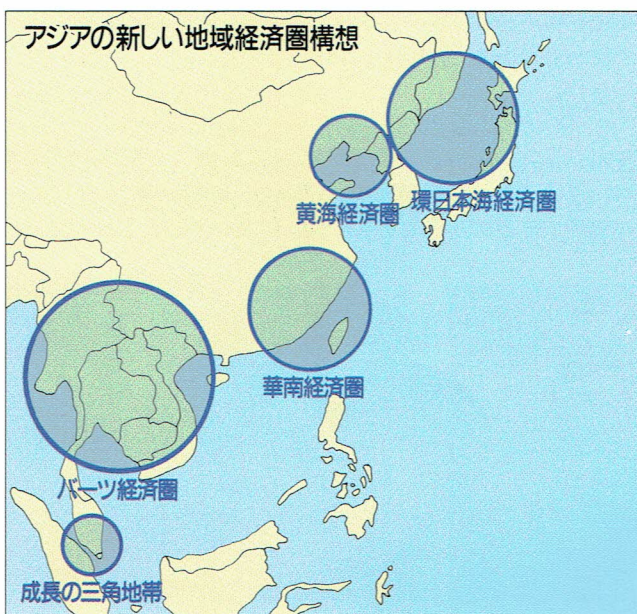 アジアの新しい地域経済圏構想
黄海経済圏
環日本海経済圏
華南経済圏
バーツ経済圏
成長の三角地帯